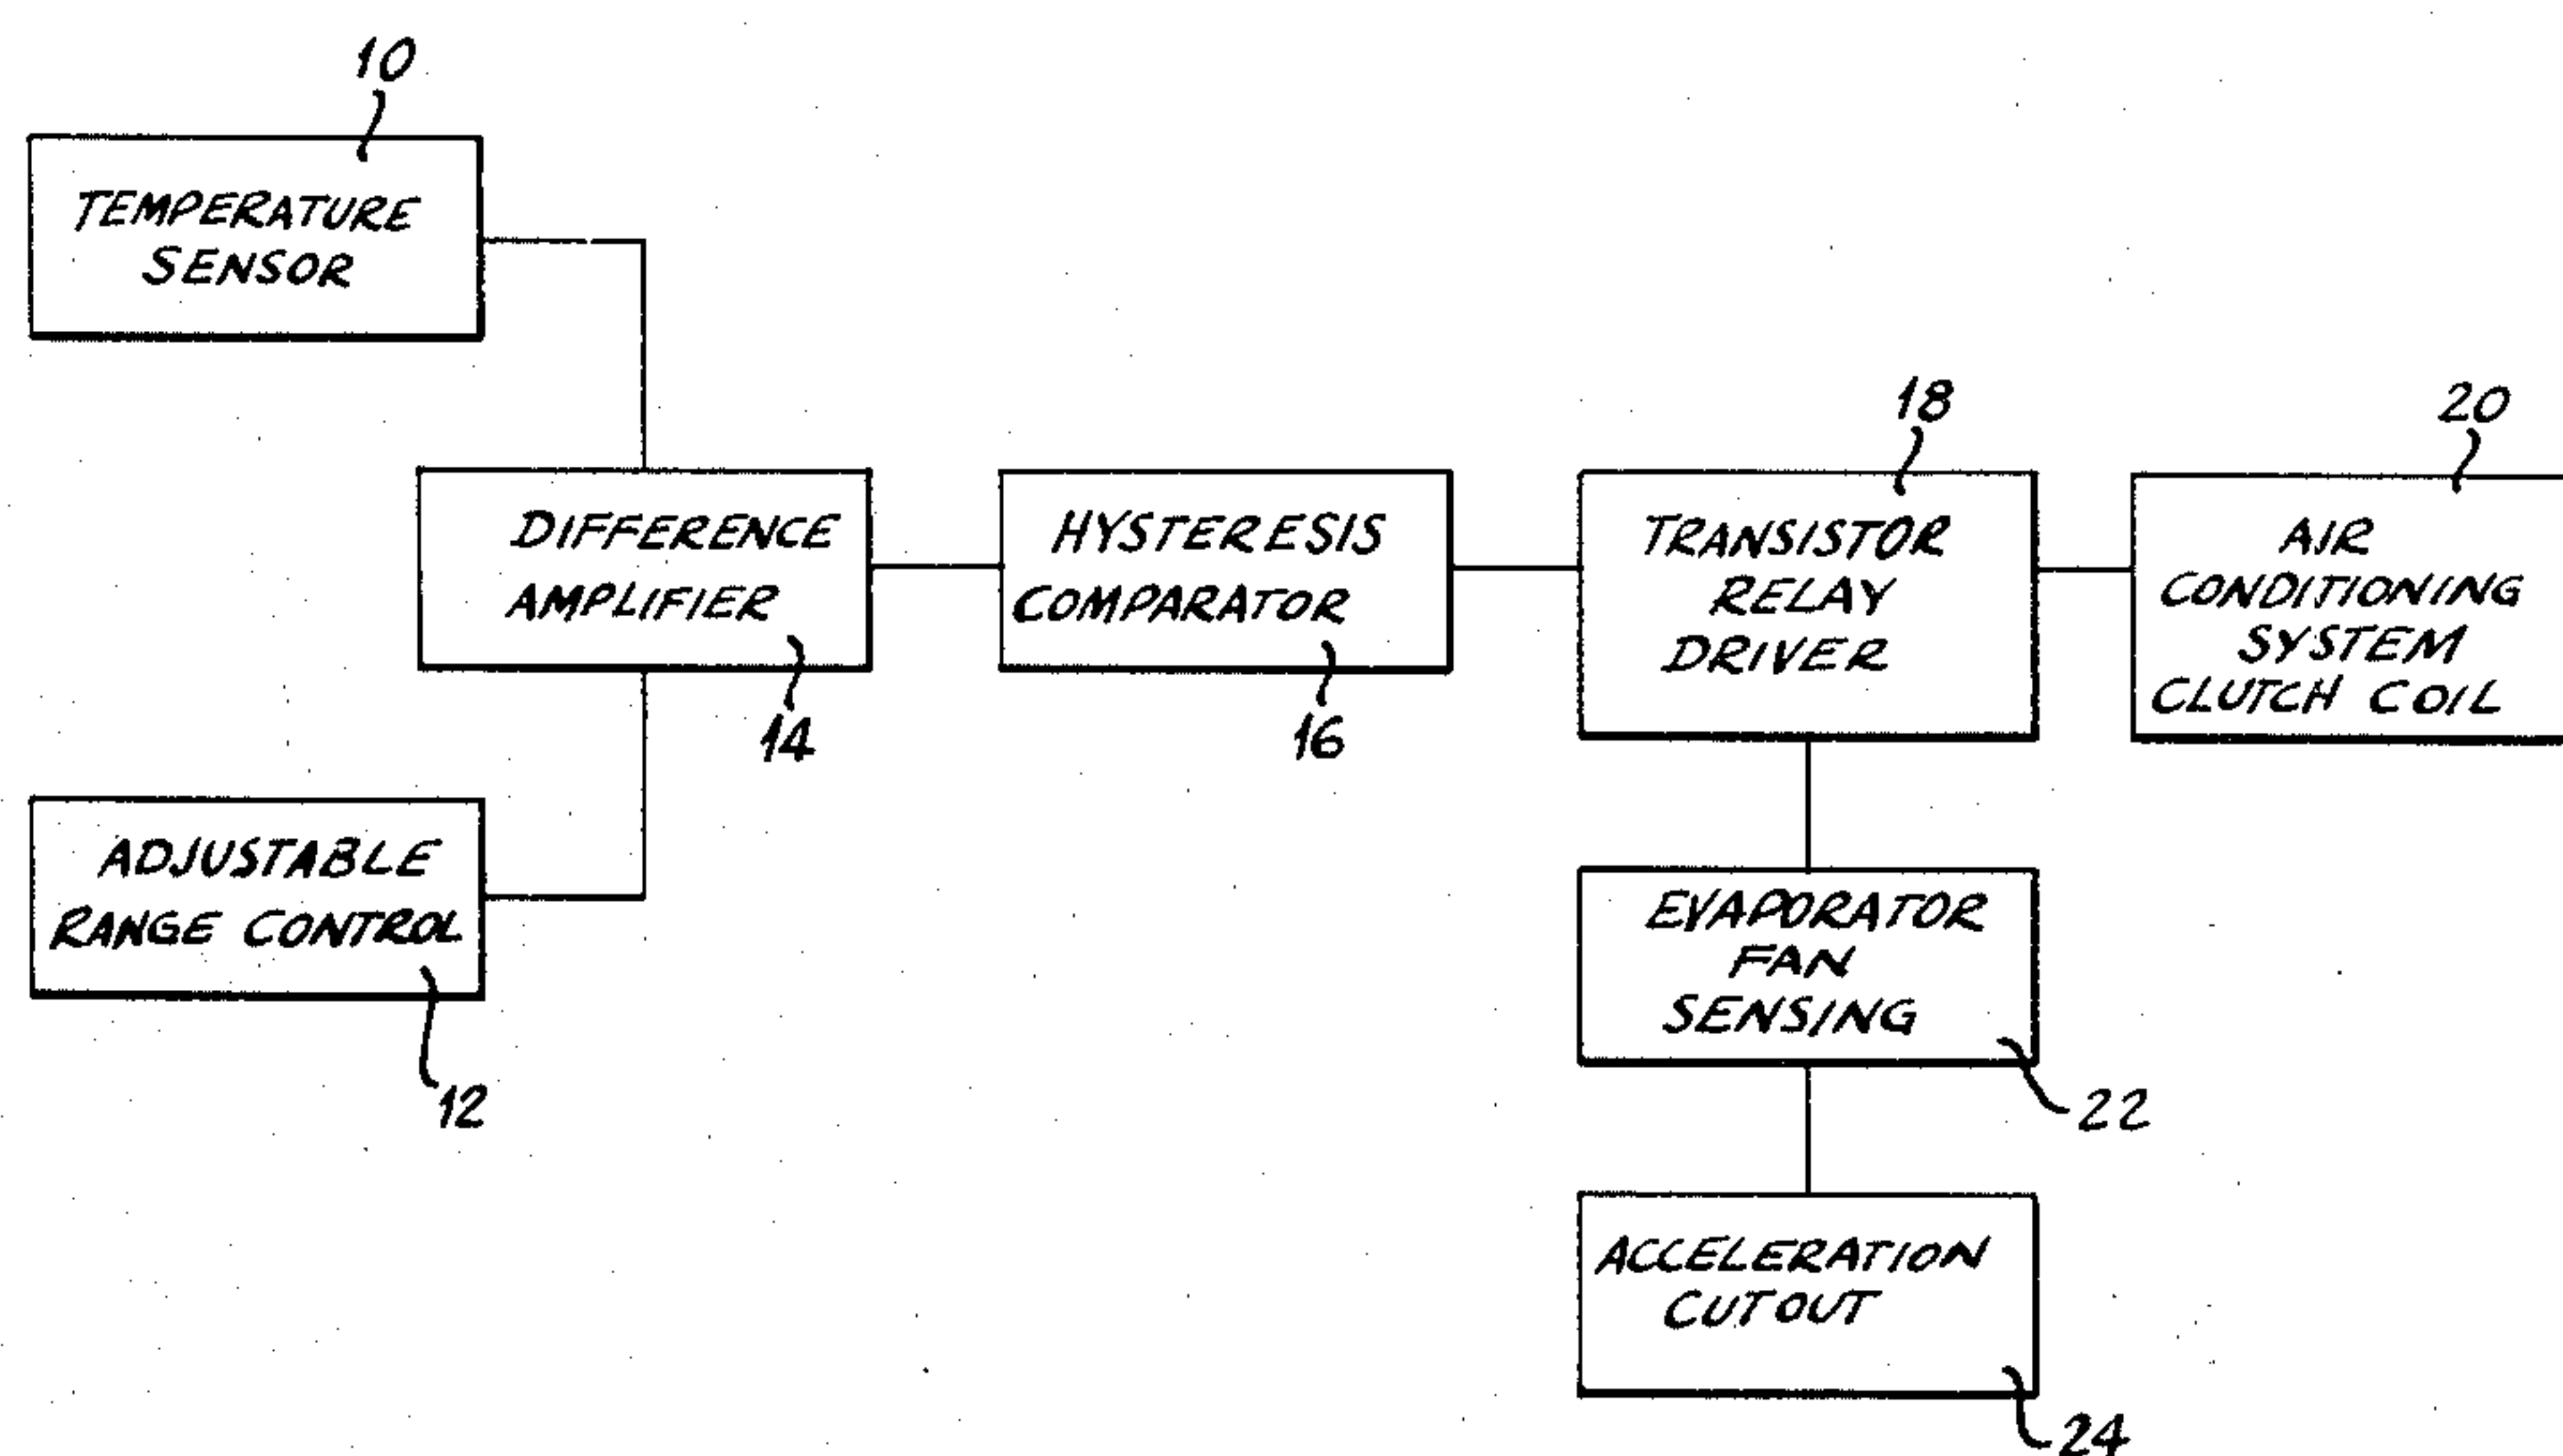 10
TEMPERATURE
SENSOR
18
20
DIFFERENCE
AMPLIFIER
14
HYSTERESIS
COMPARATOR
16
TRANSISTOR
RELAY
DRIVER
AIR
CONDITIONING
SYSTEM
CLUTCH COIL
ADJUSTABLE
RANGE CONTROL
12
EVAPORATOR
FAN
SENSING
22
ACCELERATION
CUTOUT
24